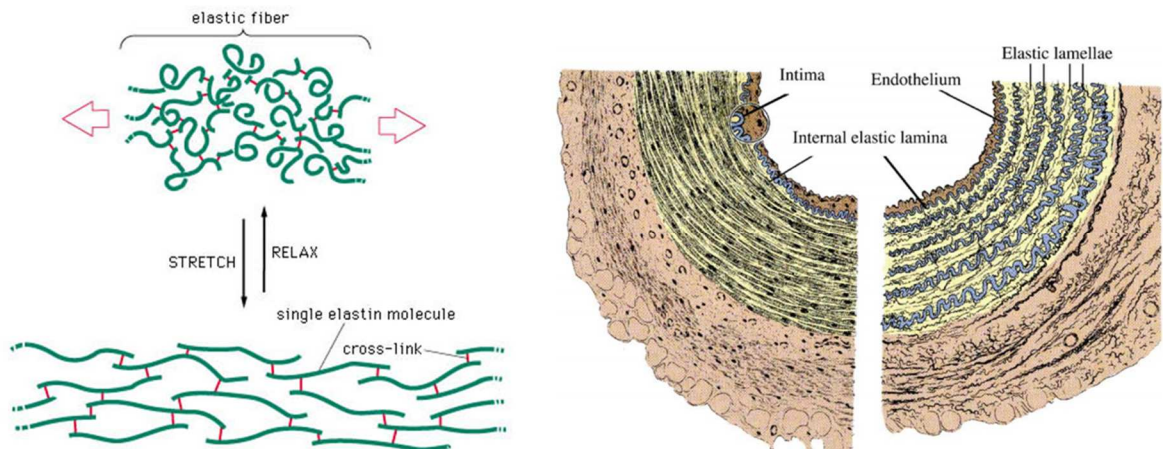 elastic fiber
STRETCH
RELAX
single elastin molecule
cross-link
Elastic lamellae
Intima
Endothelium
Internal elastic lamina